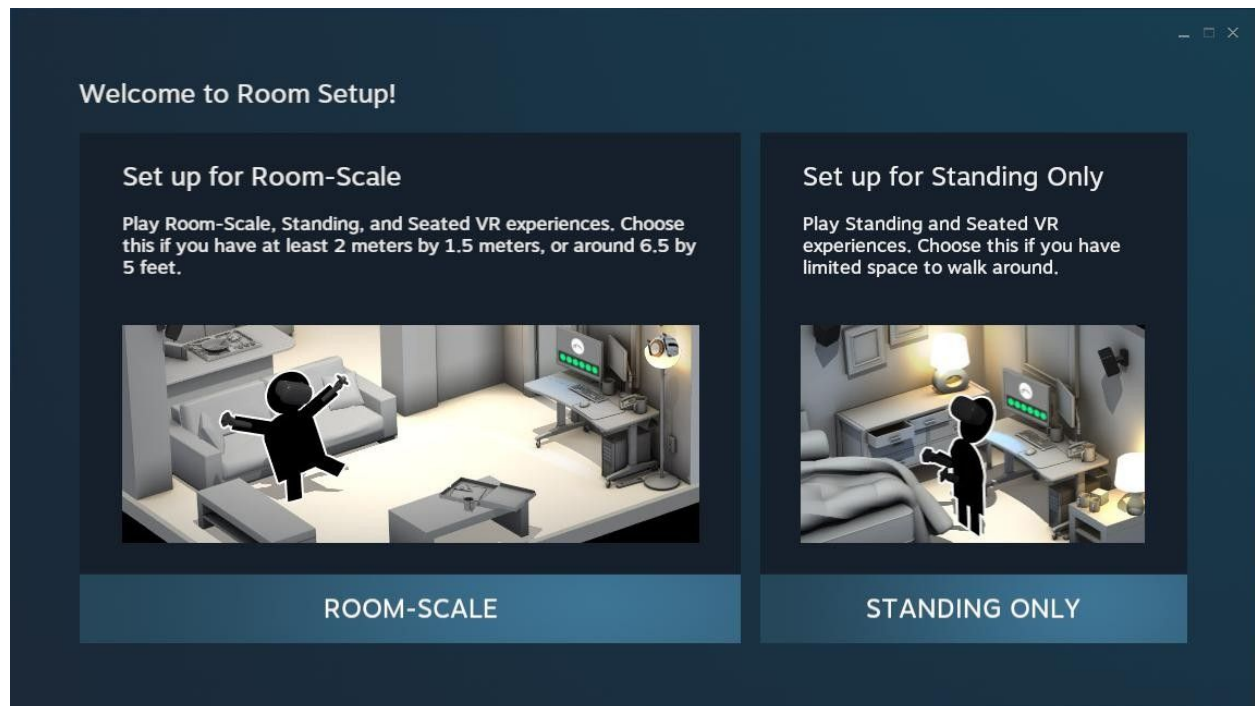 Welcome to Room Setup!
Set up for Room-Scale
Play Room-Scale, Standing, and Seated VR experiences. Choose
this if you have at least 2 meters by 1.5 meters, or around 6.5 by
5 feet.
ROOM-SCALE
Set up for Standing Only
Play Standing and Seated VR
experiences. Choose this if you have
limited space to walk around.
STANDING ONLY